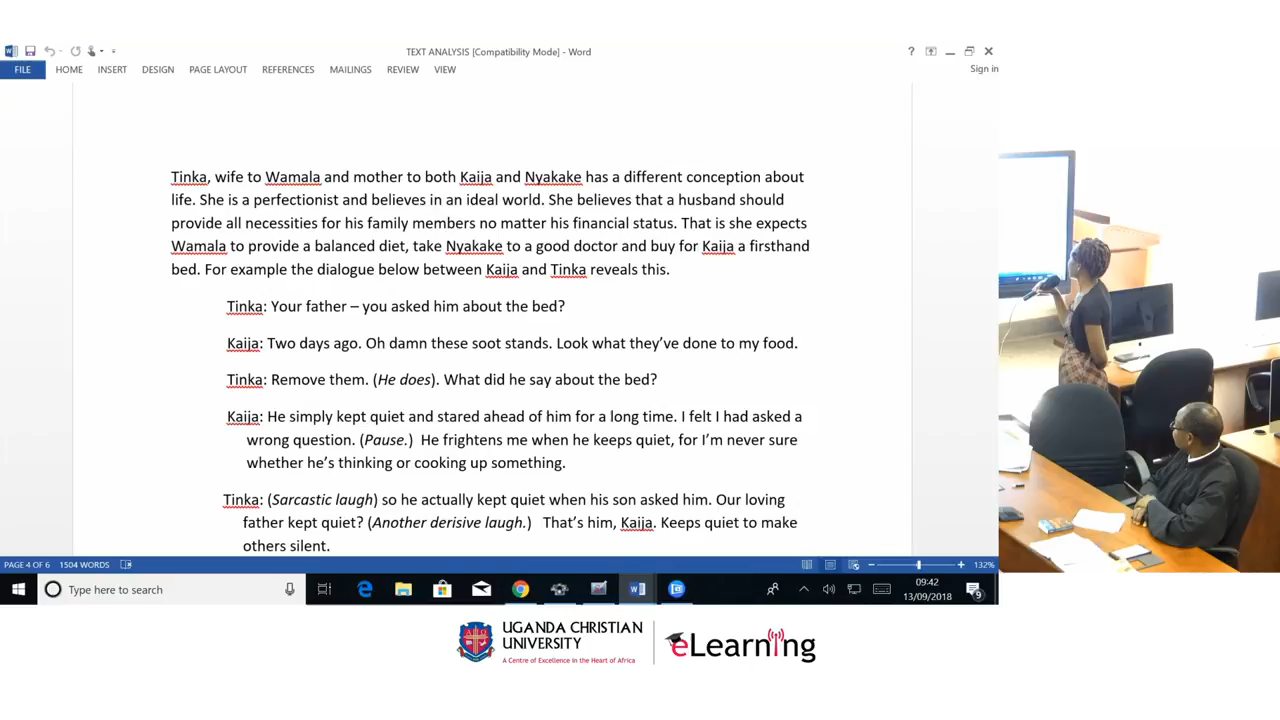 TEXT ANALYSIS [Compatibility Mode] - Word
?
Sign in
FILE HOME INSERT DESIGN PAGE LAYOUT REFERENCES MAILINGS REVIEW VIEW
Tinka, wife to Wamala and mother to both Kaija and Nyakake has a different conception about
life. She is a perfectionist and believes in an ideal world. She believes that a husband should
provide all necessities for his family members no matter his financial status. That is she expects
Wamala to provide a balanced diet, take Nyakake to a good doctor and buy for Kaija a firsthand
bed. For example the dialogue below between Kaija and Tinka reveals this.
Tinka: Your father – you asked him about the bed?
Kaija: Two days ago. Oh damn these soot stands. Look what they’ve done to my food.
Tinka: Remove them. (He does). What did he say about the bed?
Kaija: He simply kept quiet and stared ahead of him for a long time. I felt I had asked a
wrong question. (Pause.) He frightens me when he keeps quiet, for I’m never sure
whether he’s thinking or cooking up something.
Tinka: (Sarcastic laugh) so he actually kept quiet when his son asked him. Our loving
father kept quiet? (Another derisive laugh.) That’s him, Kaija. Keeps quiet to make
others silent.
PAGE 4 OF 6 1504 WORDS 132%
Type here to search
09:42
13/09/2018
9
UGANDA CHRISTIAN
UNIVERSITY
A Centre of Excellence in the Heart of Africa
eLearning